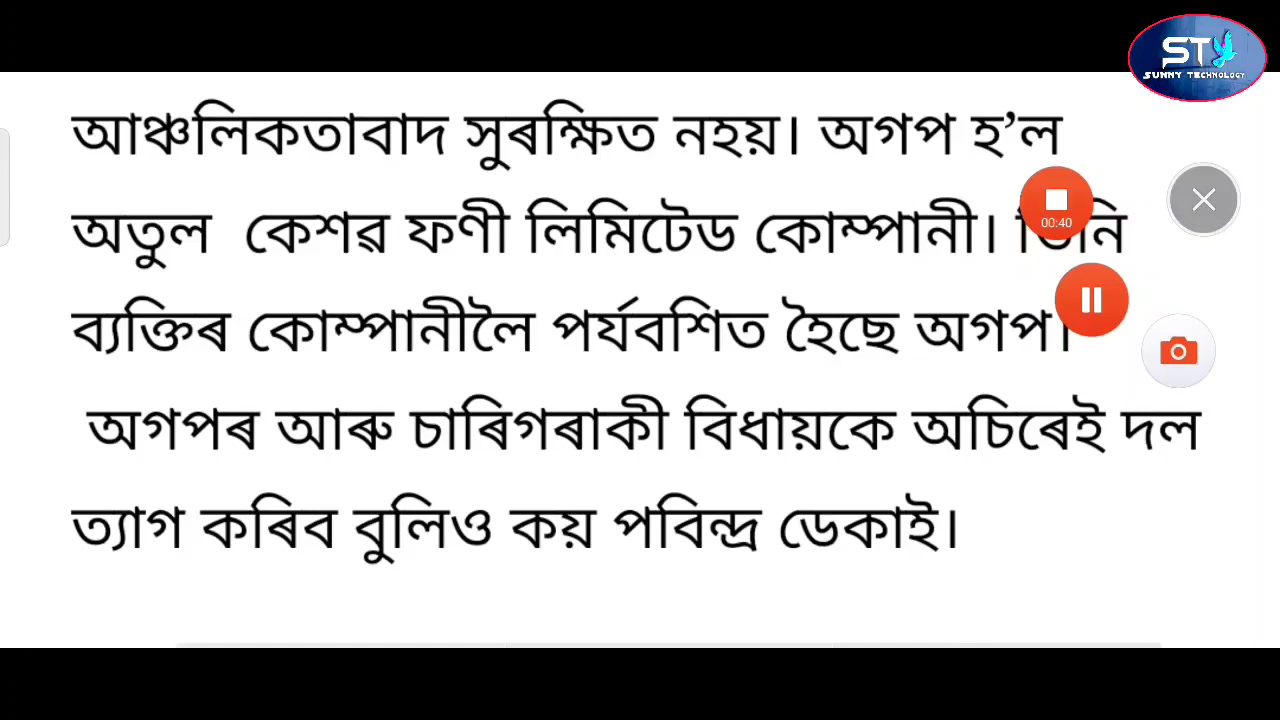 STY
SUNNY TECHNOLOGY
আঞ্চলিকতাবাদ সুৰক্ষিত নহয়। অগপ হ’ল
00:40
অতুল কেশৱ ফণী লিমিটেড কোম্পানী। তিনি
ব্যক্তিৰ কোম্পানীলৈ পৰ্যবশিত হৈছে অগপ।
অগপৰ আৰু চাৰিগৰাকী বিধায়কে অচিৰেই দল
ত্যাগ কৰিব বুলিও কয় পবিন্দ্ৰ ডেকাই।